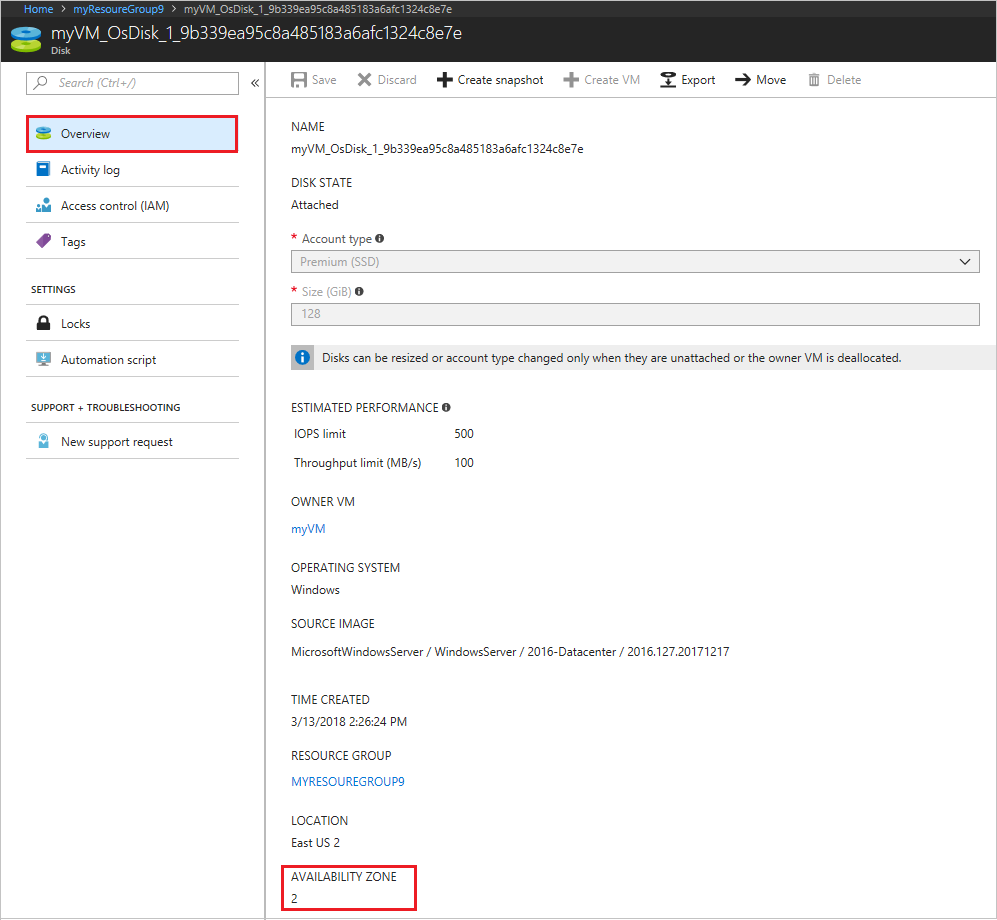 Home > myResoureGroup9 > myVM_OsDisk_1_9b339ea95c8a485183a6afc1324c8e7e
myVM_OsDisk_1_9b339ea95c8a485183a6afc1324c8e7e
Disk
Search (Ctrl+/)
«
Overview
Activity log
Access control (IAM)
Tags
SETTINGS
Locks
Automation script
SUPPORT + TROUBLESHOOTING
New support request
Save Discard Create snapshot Create VM Export Move Delete
NAME
myVM_OsDisk_1_9b339ea95c8a485183a6afc1324c8e7e
DISK STATE
Attached
* Account type
Premium (SSD)
* Size (GiB)
128
Disks can be resized or account type changed only when they are unattached or the owner VM is deallocated.
ESTIMATED PERFORMANCE
IOPS limit 500
Throughput limit (MB/s) 100
OWNER VM
myVM
OPERATING SYSTEM
Windows
SOURCE IMAGE
MicrosoftWindowsServer / WindowsServer / 2016-Datacenter / 2016.127.20171217
TIME CREATED
3/13/2018 2:26:24 PM
RESOURCE GROUP
MYRESOUREGROUP9
LOCATION
East US 2
AVAILABILITY ZONE
2